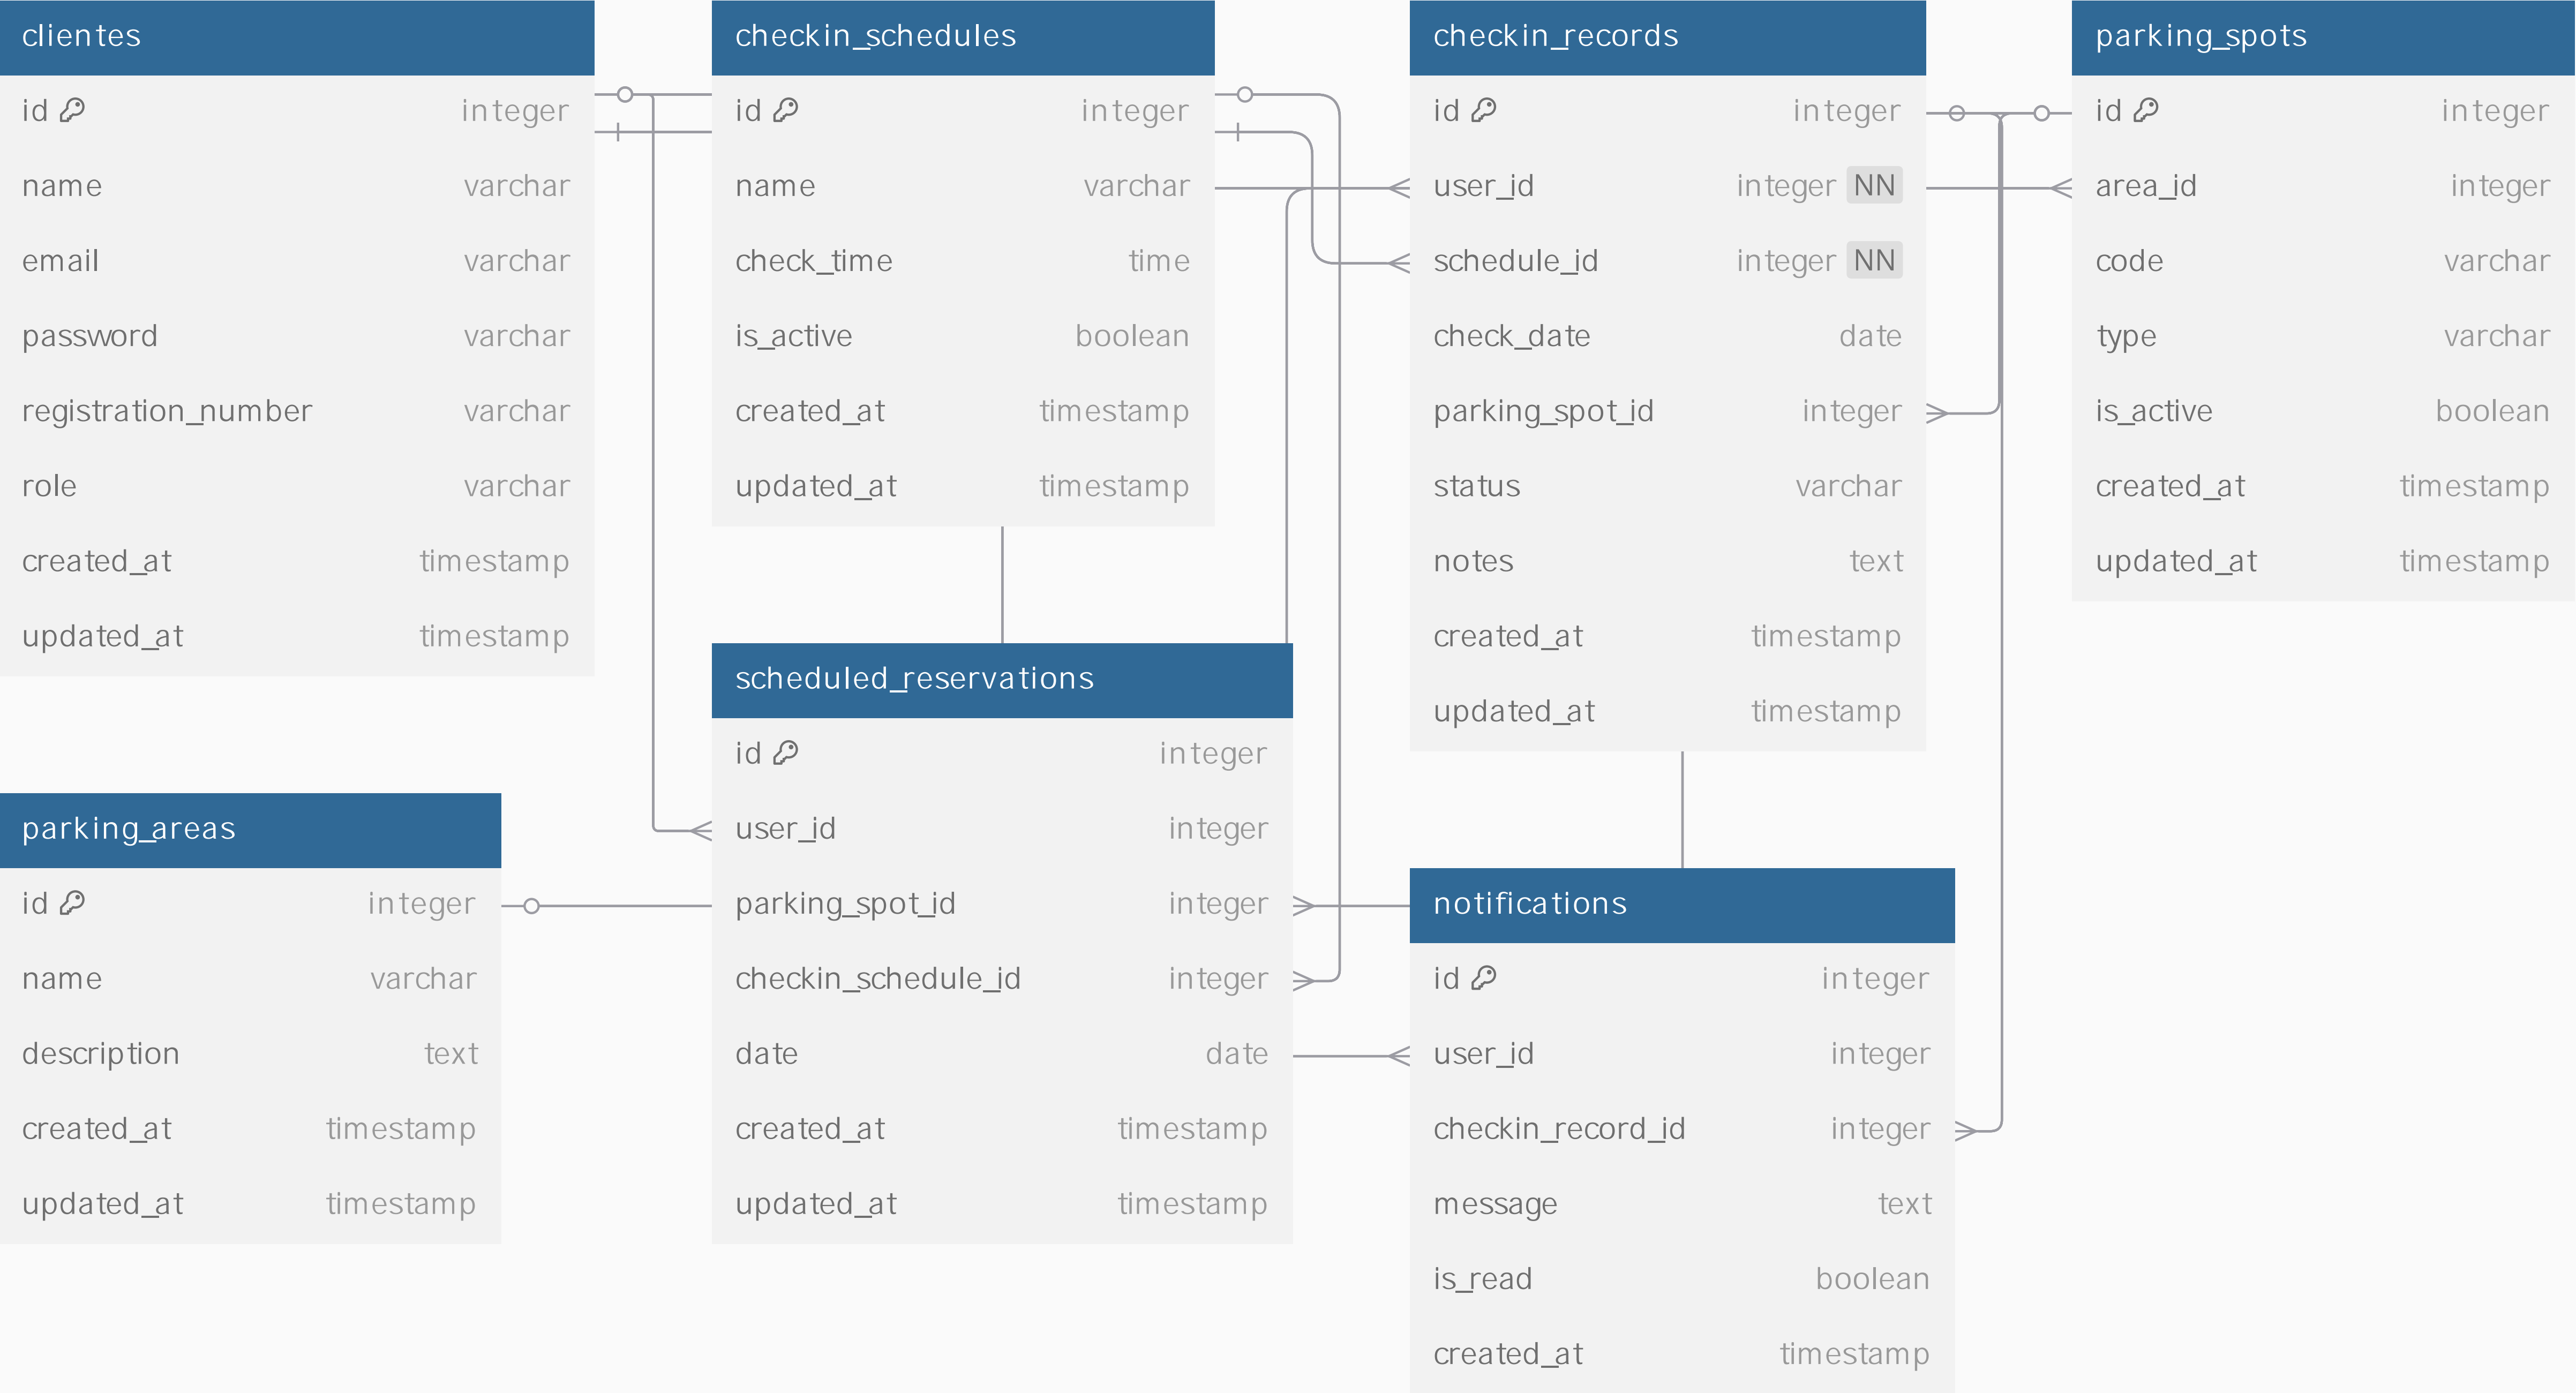 clientes
id integer
name varchar
email varchar
password varchar
registration_number varchar
role varchar
created_at timestamp
updated_at timestamp
checkin_schedules
id integer
name varchar
check_time time
is_active boolean
created_at timestamp
updated_at timestamp
checkin_records
id integer
user_id integer NN
schedule_id integer NN
check_date date
parking_spot_id integer
status varchar
notes text
created_at timestamp
updated_at timestamp
parking_spots
id integer
area_id integer
code varchar
type varchar
is_active boolean
created_at timestamp
updated_at timestamp
parking_areas
id integer
name varchar
description text
created_at timestamp
updated_at timestamp
scheduled_reservations
id integer
user_id integer
parking_spot_id integer
checkin_schedule_id integer
date date
created_at timestamp
updated_at timestamp
notifications
id integer
user_id integer
checkin_record_id integer
message text
is_read boolean
created_at timestamp